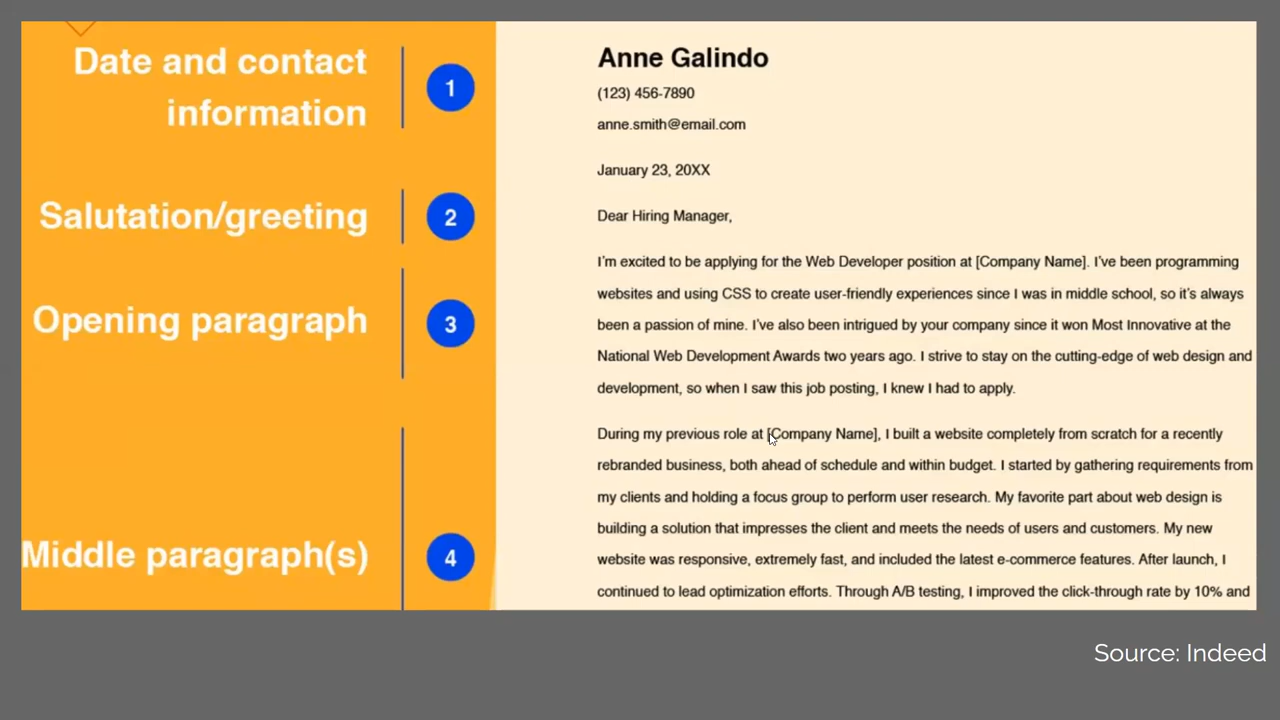 Date and contact
information
1
Anne Galindo
(123) 456-7890
anne.smith@email.com
January 23, 20XX
Salutation/greeting
2
Dear Hiring Manager,
Opening paragraph
3
I'm excited to be applying for the Web Developer position at [Company Name]. I've been programming
websites and using CSS to create user-friendly experiences since I was in middle school, so it's always
been a passion of mine. I've also been intrigued by your company since it won Most Innovative at the
National Web Development Awards two years ago. I strive to stay on the cutting-edge of web design and
development, so when I saw this job posting, I knew I had to apply.
Middle paragraph(s)
4
During my previous role at [Company Name], I built a website completely from scratch for a recently
rebranded business, both ahead of schedule and within budget. I started by gathering requirements from
my clients and holding a focus group to perform user research. My favorite part about web design is
building a solution that impresses the client and meets the needs of users and customers. My new
website was responsive, extremely fast, and included the latest e-commerce features. After launch, I
continued to lead optimization efforts. Through A/B testing, I improved the click-through rate by 10% and
Source: Indeed